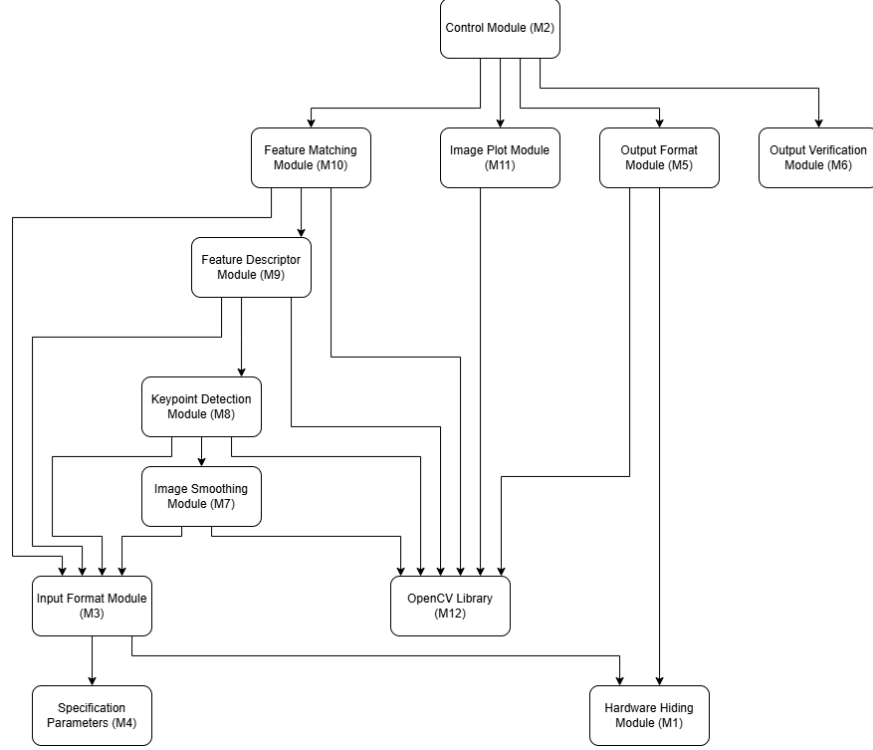 Control Module (M2)
Feature Matching
Module (M10)
Image Plot Module
(M11)
Output Format
Module (M5)
Output Verification
Module (M6)
Feature Descriptor
Module (M9)
Keypoint Detection
Module (M8)
Image Smoothing
Module (M7)
Input Format Module
(M3)
OpenCV Library
(M12)
Specification
Parameters (M4)
Hardware Hiding
Module (M1)